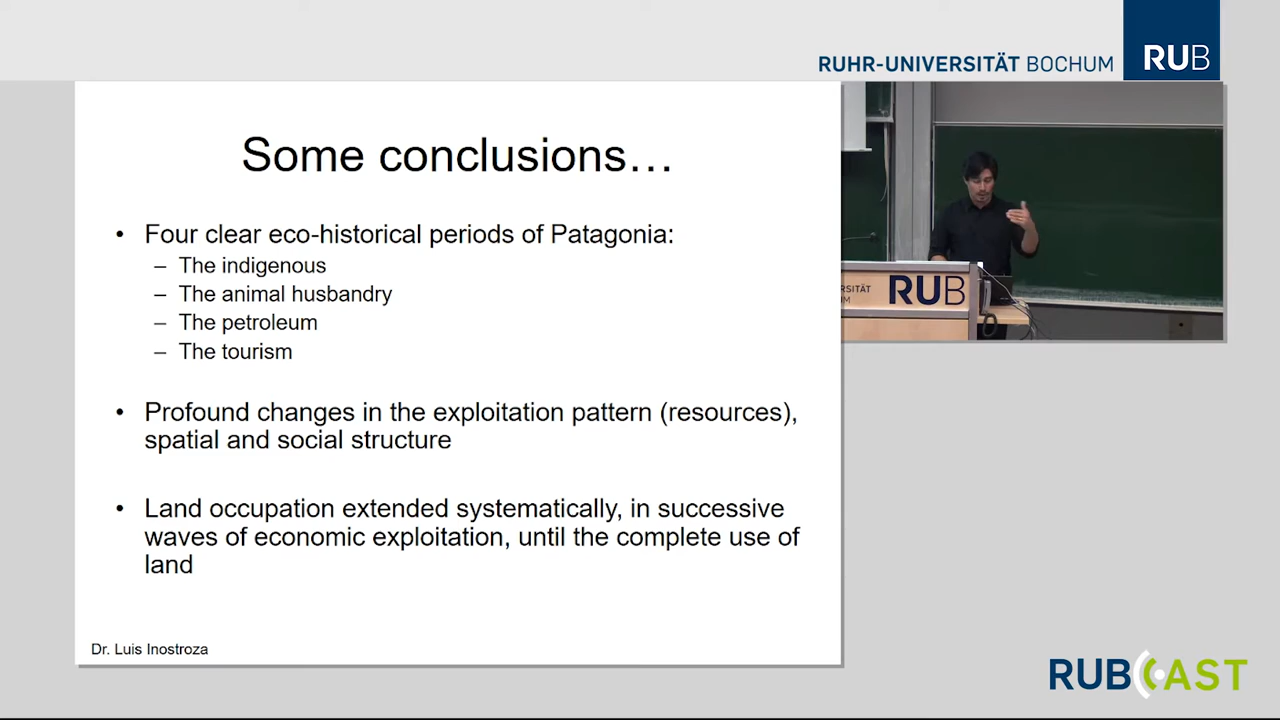 RUHR-UNIVERSITÄT BOCHUM
RUB
Some conclusions…
• Four clear eco-historical periods of Patagonia:
– The indigenous
– The animal husbandry
– The petroleum
– The tourism
• Profound changes in the exploitation pattern (resources),
spatial and social structure
• Land occupation extended systematically, in successive
waves of economic exploitation, until the complete use of
land
Dr. Luis Inostroza
RSITÄT
UM
RUB
RUBCAST